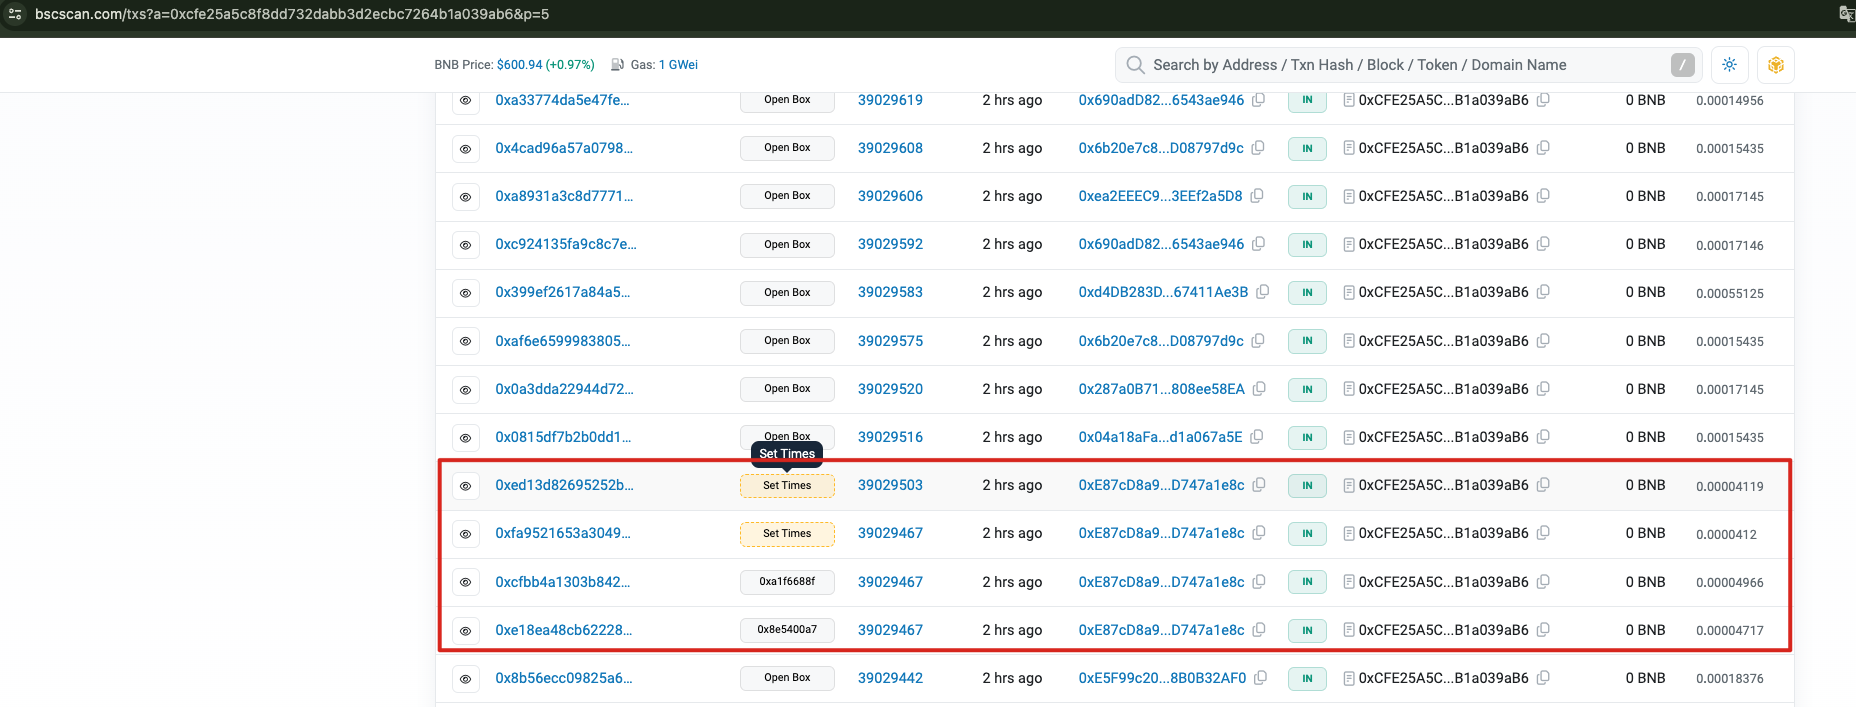 bscscan.com/txs?a=0xcfe25a5c8f8dd732dabb3d2ecbc7264b1a039ab6&p=5
BNB Price: $600.94 (+0.97%) Gas: 1 GWei Search by Address / Txn Hash / Block / Token / Domain Name /
0xa33774da5e47fe... Open Box 39029619 2 hrs ago 0x690adD82...6543ae946 IN 0xCFE25A5C...B1a039aB6 0 BNB 0.00014956
0x4cad96a57a0798... Open Box 39029608 2 hrs ago 0x6b20e7c8...D08797d9c IN 0xCFE25A5C...B1a039aB6 0 BNB 0.00015435
0xa8931a3c8d7771... Open Box 39029606 2 hrs ago 0xea2EEEC9...3EEf2a5D8 IN 0xCFE25A5C...B1a039aB6 0 BNB 0.00017145
0xc924135fa9c8c7e... Open Box 39029592 2 hrs ago 0x690adD82...6543ae946 IN 0xCFE25A5C...B1a039aB6 0 BNB 0.00017146
0x399ef2617a84a5... Open Box 39029583 2 hrs ago 0xd4DB283D...67411Ae3B IN 0xCFE25A5C...B1a039aB6 0 BNB 0.00055125
0xaf6e6599983805... Open Box 39029575 2 hrs ago 0x6b20e7c8...D08797d9c IN 0xCFE25A5C...B1a039aB6 0 BNB 0.00015435
0x0a3dda22944d72... Open Box 39029520 2 hrs ago 0x287a0B71...808ee58EA IN 0xCFE25A5C...B1a039aB6 0 BNB 0.00017145
0x0815df7b2b0dd1... Open Box 39029516 2 hrs ago 0x04a18aFa...d1a067a5E IN 0xCFE25A5C...B1a039aB6 0 BNB 0.00015435
Set Times
0xed13d82695252b... Set Times 39029503 2 hrs ago 0xE87cD8a9...D747a1e8c IN 0xCFE25A5C...B1a039aB6 0 BNB 0.00004119
0xfa9521653a3049... Set Times 39029467 2 hrs ago 0xE87cD8a9...D747a1e8c IN 0xCFE25A5C...B1a039aB6 0 BNB 0.0000412
0xcfbb4a1303b842... 0xa1f6688f 39029467 2 hrs ago 0xE87cD8a9...D747a1e8c IN 0xCFE25A5C...B1a039aB6 0 BNB 0.00004966
0xe18ea48cb62228... 0x8e5400a7 39029467 2 hrs ago 0xE87cD8a9...D747a1e8c IN 0xCFE25A5C...B1a039aB6 0 BNB 0.00004717
0x8b56ecc09825a6... Open Box 39029442 2 hrs ago 0xE5F99c20...8B0B32AF0 IN 0xCFE25A5C...B1a039aB6 0 BNB 0.00018376